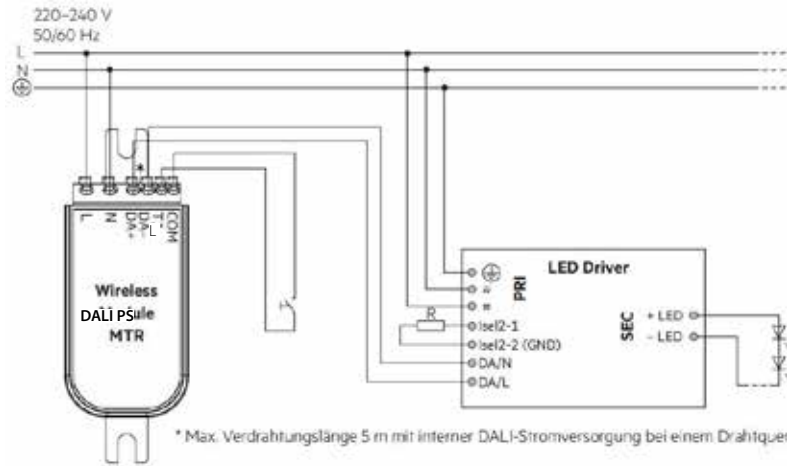 220–240 V
50/60 Hz
L
N
L
N
DA+
DA-
COM
Wireless
DALI PS
MTR
LED Driver
PRI
R
Isel2-1
Isel2-2 (GND)
DA/N
DA/L
SEC
+ LED
– LED
* Max. Verdrahtungslänge 5 m mit interner DALI-Stromversorgung bei einem